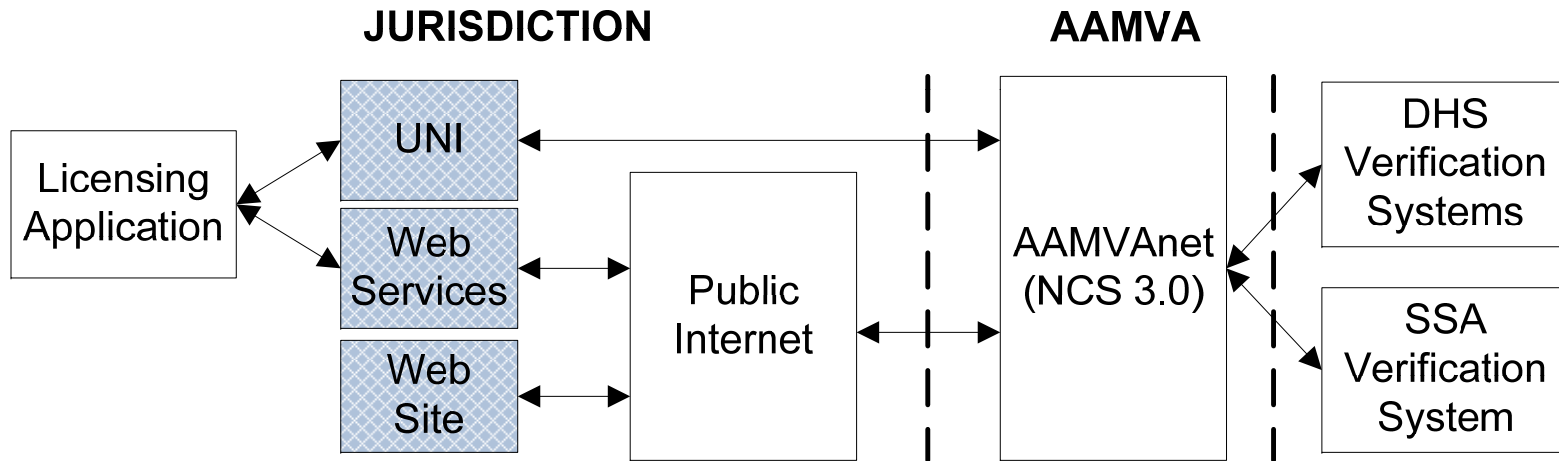 JURISDICTION
AAMVA
Licensing
Application
UNI
Web
Services
Web
Site
Public
Internet
AAMVAnet
(NCS 3.0)
DHS
Verification
Systems
SSA
Verification
System